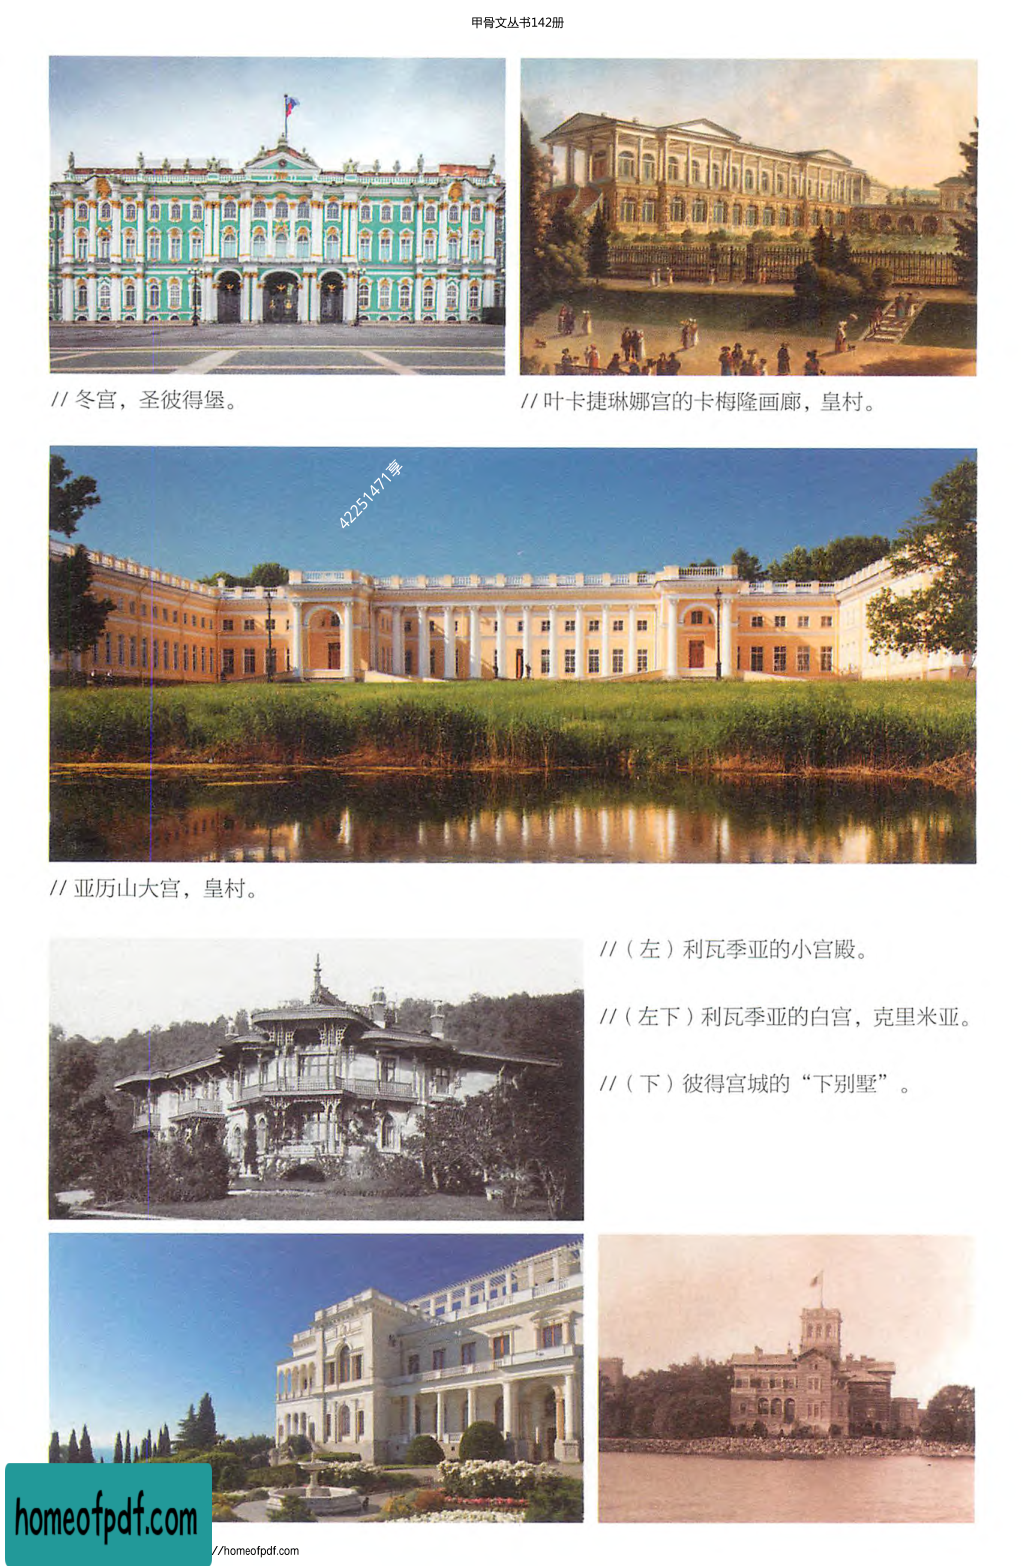 甲骨文丛书142册
// 冬宫，圣彼得堡。
// 叶卡捷琳娜宫的卡梅隆画廊，皇村。
42251471享
// 亚历山大宫，皇村。
//（左）利瓦季亚的小宫殿。
//（左下）利瓦季亚的白宫，克里米亚。
//（下）彼得宫城的“下别墅”。
homeofpdf.com
//homeofpdf.com